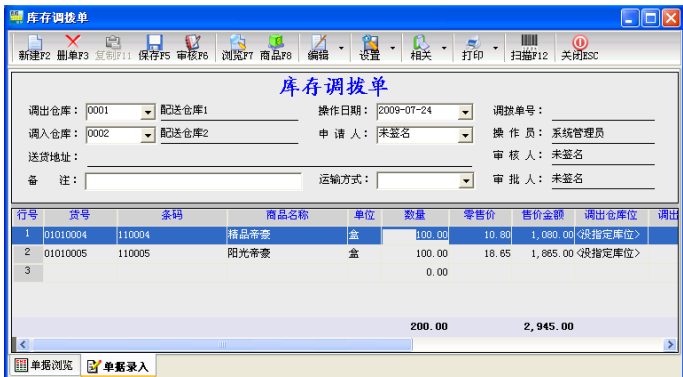 库存调拨单
新建F2 删单F3 复制F11 保存F5 审核F6 浏览F7 商品F8 编辑 设置 相关 打印 扫描F12 关闭ESC
库存调拨单
调出仓库: 0001 配送仓库1 操作日期: 2009-07-24 调拨单号:
调入仓库: 0002 配送仓库2 申请人: 未签名 操作员: 系统管理员
送货地址: 审核人: 未签名
备注: 运输方式: 审批人: 未签名
行号 货号 条码 商品名称 单位 数量 零售价 售价金额 调出仓库位 调出
1 01010004 110004 精品帝豪 盒 100.00 10.80 1,080.00 <没指定库位>
2 01010005 110005 阳光帝豪 盒 100.00 18.65 1,865.00 <没指定库位>
3 0.00
200.00 2,945.00
单据浏览 单据录入